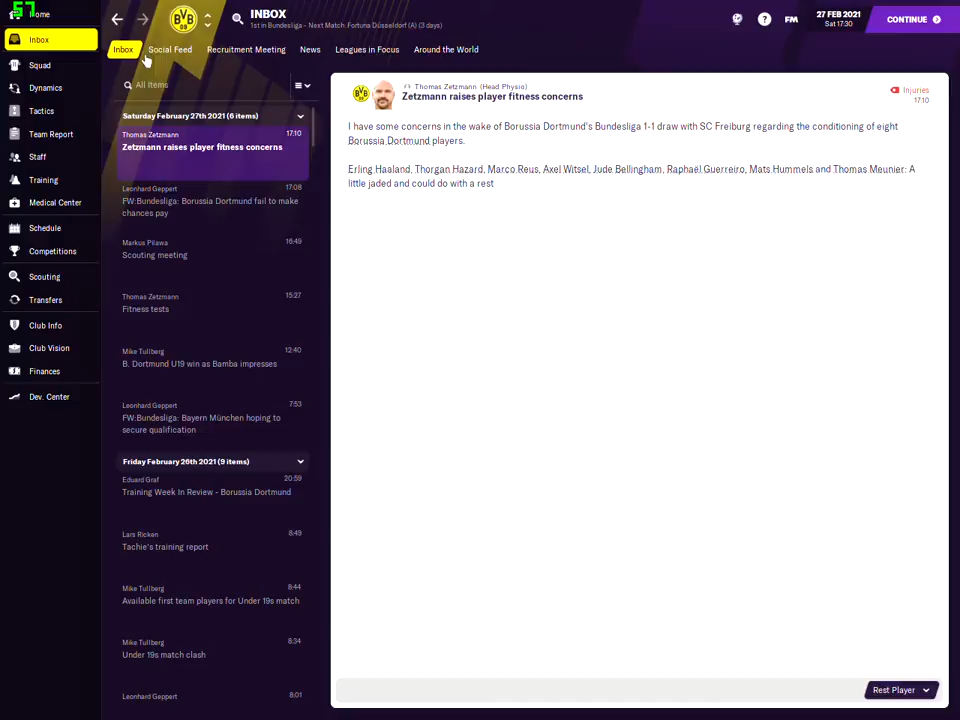 57
Home
Inbox
Squad
Dynamics
Tactics
Team Report
Staff
Training
Medical Center
Schedule
Competitions
Scouting
Transfers
Club Info
Club Vision
Finances
Dev. Center
BVB
09
INBOX
1st in Bundesliga - Next Match: Fortuna Düsseldorf (A) (3 days)
FM
27 FEB 2021
Sat 17:30
CONTINUE
Inbox
Social Feed
Recruitment Meeting
News
Leagues in Focus
Around the World
All Items
Saturday February 27th 2021 (6 items)
Thomas Zetzmann 17:10
Zetzmann raises player fitness concerns
Leonhard Geppert 17:08
FW:Bundesliga: Borussia Dortmund fail to make
chances pay
Markus Pilawa 16:49
Scouting meeting
Thomas Zetzmann 15:27
Fitness tests
Mike Tullberg 12:40
B. Dortmund U19 win as Bamba impresses
Leonhard Geppert 7:53
FW:Bundesliga: Bayern München hoping to
secure qualification
Friday February 26th 2021 (9 items)
Eduard Graf 20:59
Training Week In Review - Borussia Dortmund
Lars Ricken 8:49
Tachie's training report
Mike Tullberg 8:44
Available first team players for Under 19s match
Mike Tullberg 8:34
Under 19s match clash
Leonhard Geppert 8:01
BVB
Thomas Zetzmann (Head Physio)
Zetzmann raises player fitness concerns
Injuries
17:10
I have some concerns in the wake of Borussia Dortmund's Bundesliga 1-1 draw with SC Freiburg regarding the conditioning of eight
Borussia Dortmund players.
Erling Haaland, Thorgan Hazard, Marco Reus, Axel Witsel, Jude Bellingham, Raphaël Guerreiro, Mats Hummels and Thomas Meunier: A
little jaded and could do with a rest
Rest Player